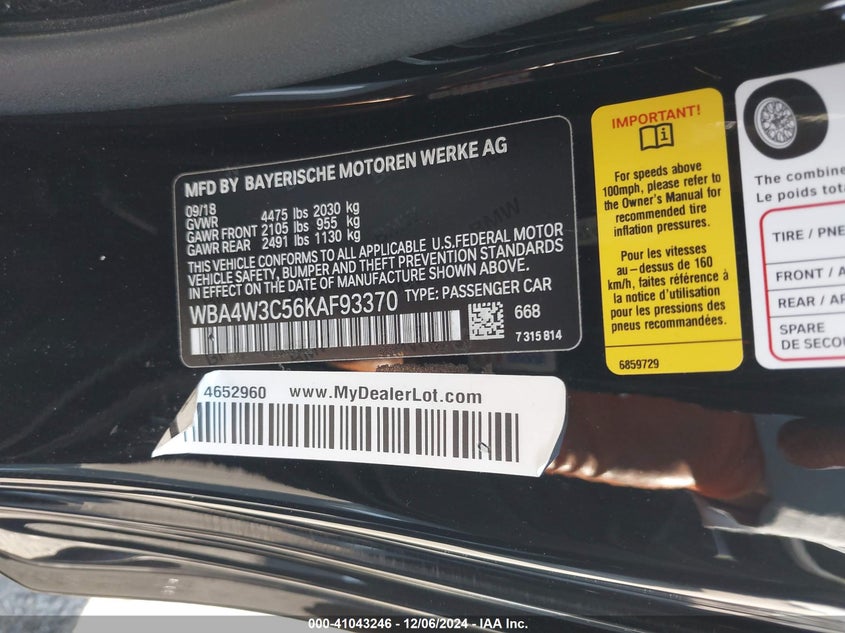 MFD BY BAYERISCHE MOTOREN WERKE AG
09/18
GVWR 4475 lbs 2030 kg
GAWR FRONT 2105 lbs 955 kg
GAWR REAR 2491 lbs 1130 kg
THIS VEHICLE CONFORMS TO ALL APPLICABLE U.S.FEDERAL MOTOR
VEHICLE SAFETY, BUMPER AND THEFT PREVENTION STANDARDS
IN EFFECT ON THE DATE OF MANUFACTURE SHOWN ABOVE.
WBA4W3C56KAF93370 TYPE: PASSENGER CAR
668
7 315 814
4652960 www.MyDealerLot.com
IMPORTANT!
For speeds above
100mph, please refer to
the Owner's Manual for
recommended tire
inflation pressures.
Pour les vitesses
au-dessus de 160
km/h, faites référence à
la notice d'utilisation
pour les pressions des
pneus recommandées.
6859729
The combine
Le poids tota
TIRE / PNE
FRONT / A
REAR / AR
SPARE
DE SECOU
000-41043246 - 12/06/2024 - IAA Inc.